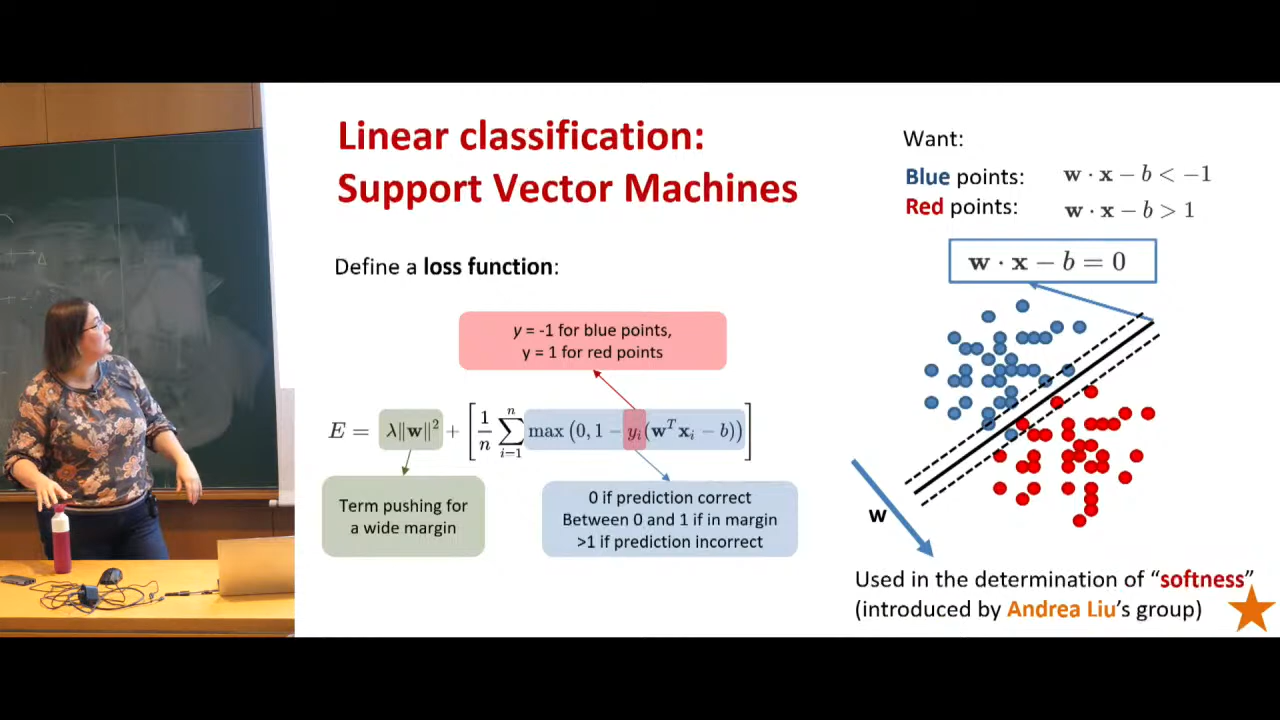 Linear classification:
Support Vector Machines
Define a loss function:
y = -1 for blue points,
y = 1 for red points
E = λ‖w‖² + [1/n ∑ⁿᵢ₌₁ max (0, 1 − yᵢ(wᵀxᵢ − b))]
Term pushing for
a wide margin
0 if prediction correct
Between 0 and 1 if in margin
>1 if prediction incorrect
Want:
Blue points: w · x − b < −1
Red points: w · x − b > 1
w · x − b = 0
w
Used in the determination of “softness”
(introduced by Andrea Liu’s group)